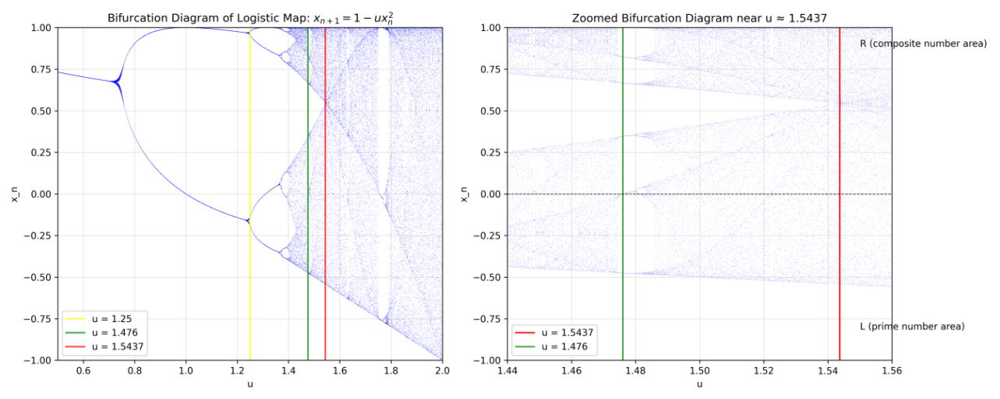 Bifurcation Diagram of Logistic Map: $x_{n+1} = 1 - ux_n^2$
1.00
0.75
0.50
0.25
0.00
−0.25
−0.50
−0.75
−1.00
x_n
u = 1.25
u = 1.476
u = 1.5437
0.6
0.8
1.0
1.2
1.4
1.6
1.8
2.0
u
Zoomed Bifurcation Diagram near u ≈ 1.5437
1.00
0.75
0.50
0.25
0.00
−0.25
−0.50
−0.75
−1.00
x_n
R (composite number area)
L (prime number area)
u = 1.5437
u = 1.476
1.44
1.46
1.48
1.50
1.52
1.54
1.56
u